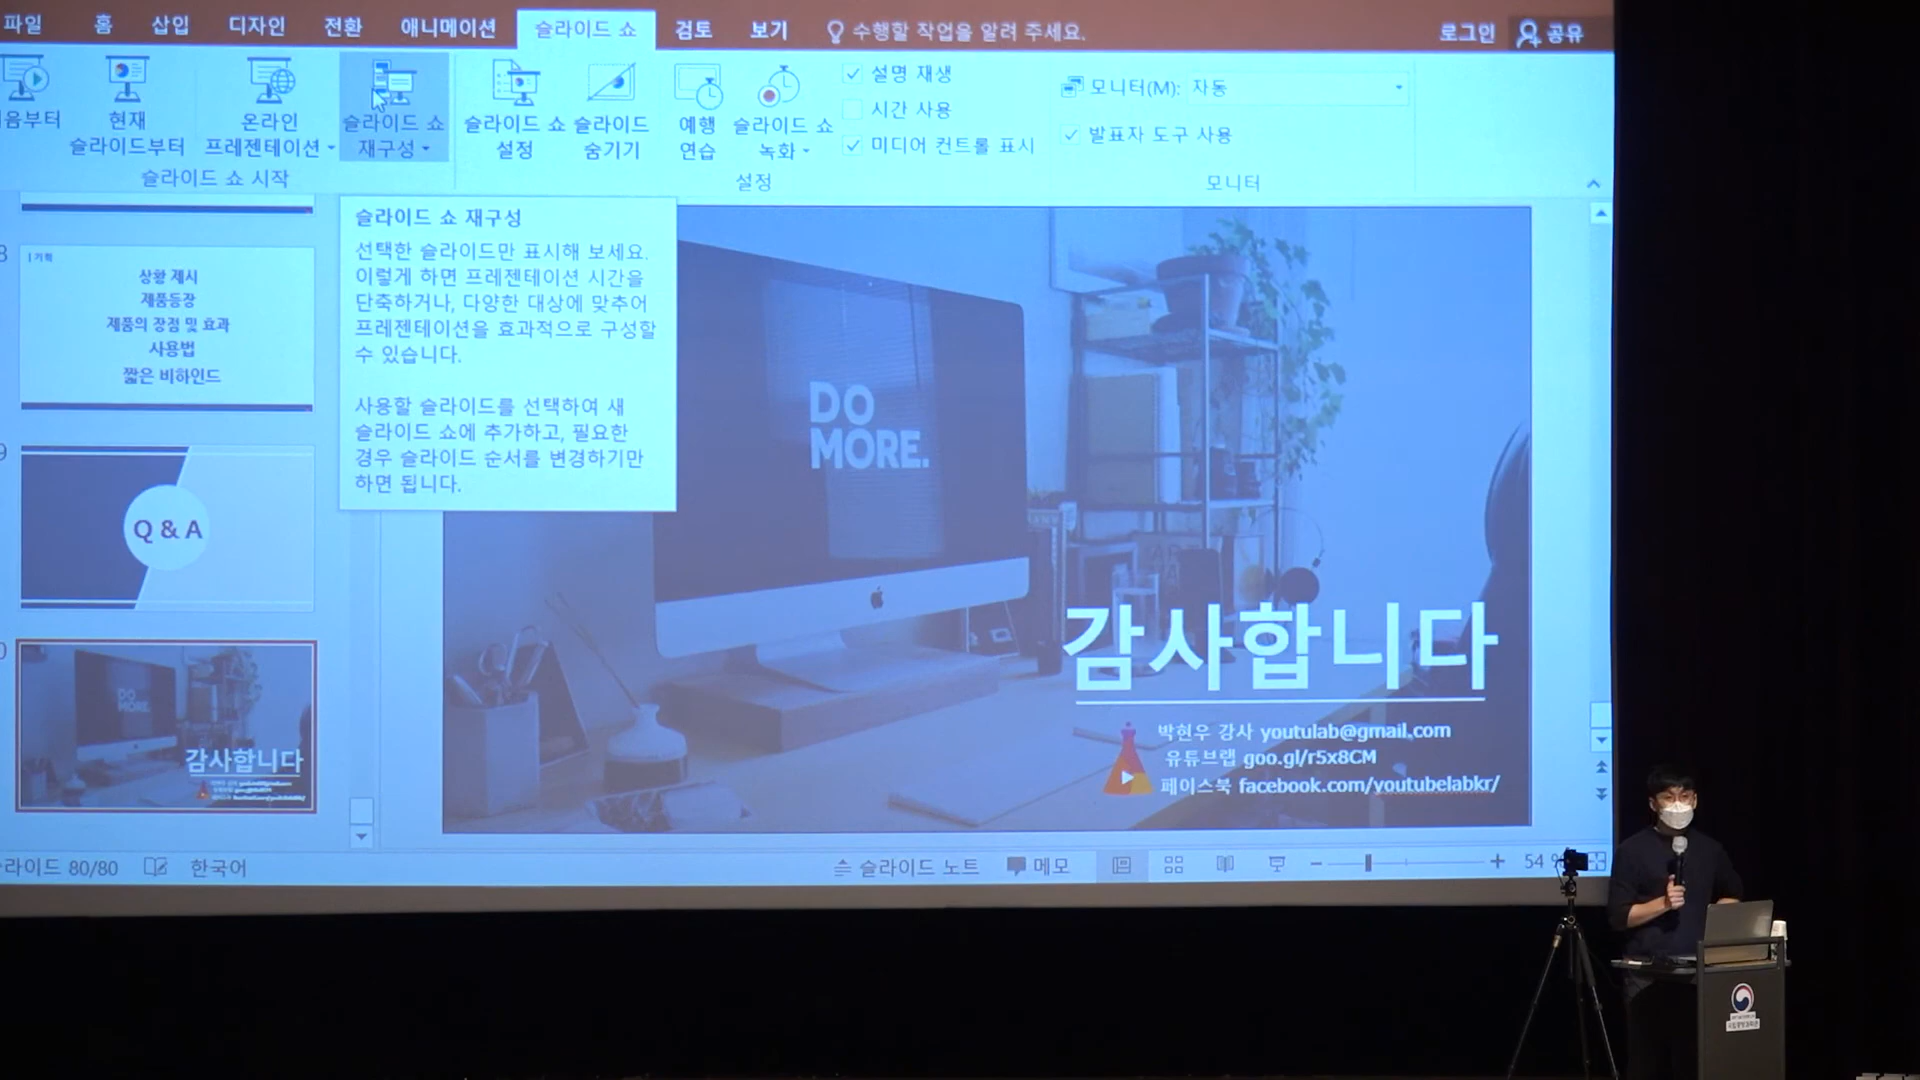 파일 홈 삽입 디자인 전환 애니메이션 슬라이드 쇼 검토 보기 수행할 작업을 알려 주세요. 로그인 공유
음부터
현재
슬라이드부터
온라인
프레젠테이션
슬라이드 쇼
재구성
슬라이드 쇼
설정
슬라이드
숨기기
예행
연습
슬라이드 쇼
녹화
설명 재생
시간 사용
미디어 컨트롤 표시
모니터(M): 자동
발표자 도구 사용
슬라이드 쇼 시작
설정
모니터
슬라이드 쇼 재구성
선택한 슬라이드만 표시해 보세요.
이렇게 하면 프레젠테이션 시간을
단축하거나, 다양한 대상에 맞추어
프레젠테이션을 효과적으로 구성할
수 있습니다.
사용할 슬라이드를 선택하여 새
슬라이드 쇼에 추가하고, 필요한
경우 슬라이드 순서를 변경하기만
하면 됩니다.
8
| 기획
상황 제시
제품등장
제품의 장점 및 효과
사용법
짧은 비하인드
9
Q & A
0
DO
MORE.
감사합니다
DO
MORE.
감사합니다
박현우 강사 youtulab@gmail.com
유튜브랩 goo.gl/r5x8CM
페이스북 facebook.com/youtubelabkr/
라이드 80/80 한국어 슬라이드 노트 메모 54 %